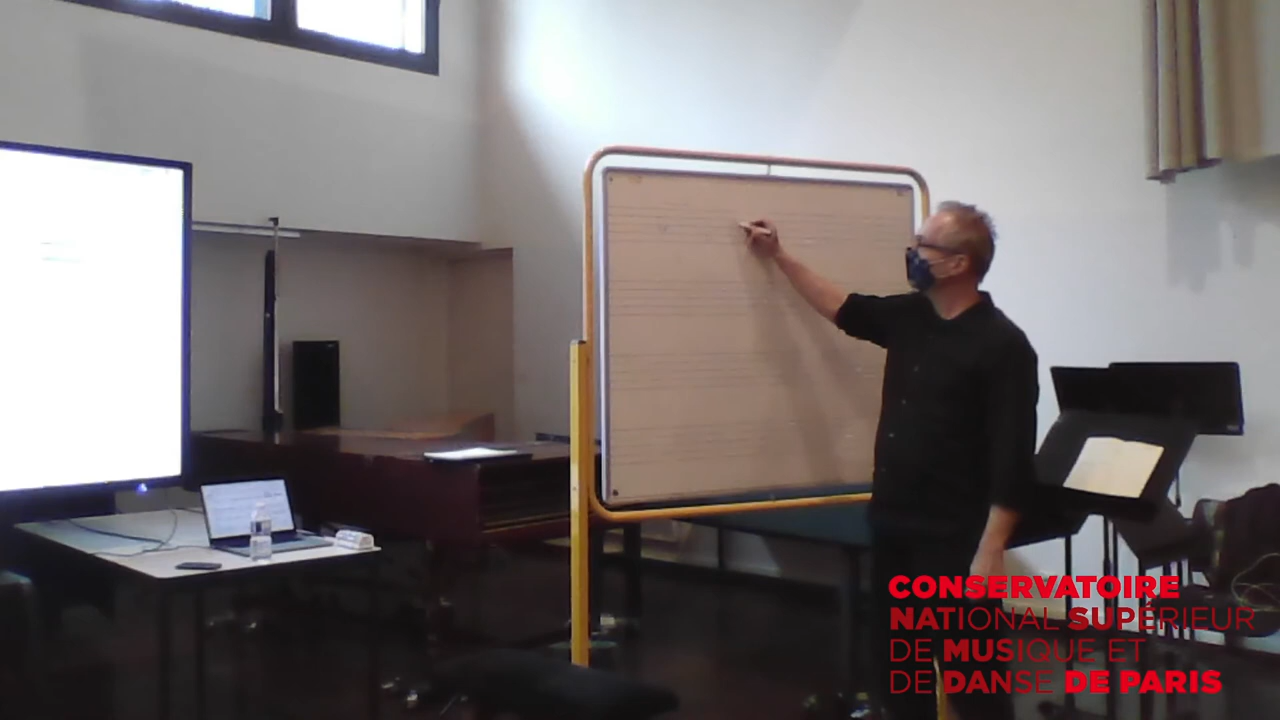 CONSERVATOIRE
NATIONAL SUPÉRIEUR
DE MUSIQUE ET
DE DANSE DE PARIS